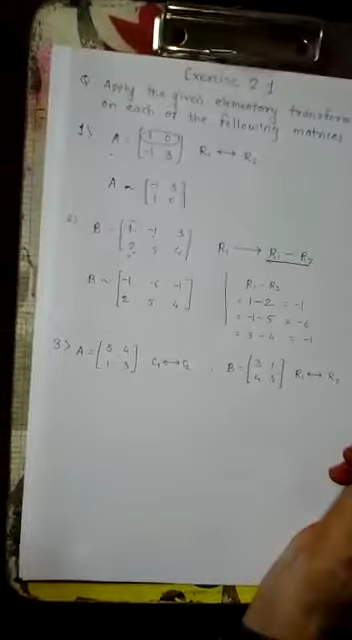 Exercise 2.1
Q. Apply the given elementary transform
on each of the following matrices
1> A = [1 0
-1 3] R₁ ↔ R₂
A ~ [-1 3
1 0]
2) B = [1 -1 3
2 5 4] R₁ → R₁ - R₂
B ~ [-1 -6 -1
2 5 4]
R₁ - R₂
= 1 - 2 = -1
= -1 - 5 = -6
= 3 - 4 = -1
3> A = [5 4
1 3] C₁ ↔ C₂ B = [3 1
4 5] R₁ ↔ R₂